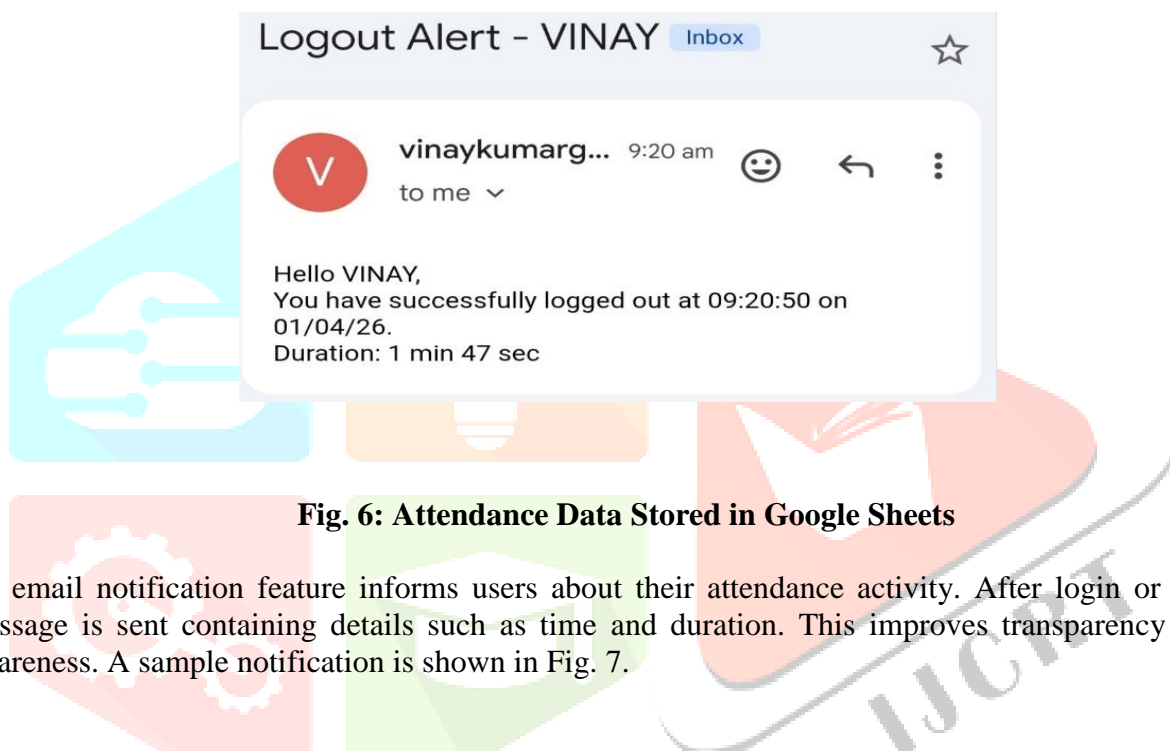 Logout Alert - VINAY Inbox
V
vinaykumarg... 9:20 am
to me
Hello VINAY,
You have successfully logged out at 09:20:50 on
01/04/26.
Duration: 1 min 47 sec
Fig. 6: Attendance Data Stored in Google Sheets
email notification feature informs users about their attendance activity. After login or
ssage is sent containing details such as time and duration. This improves transparency
areness. A sample notification is shown in Fig. 7.
IJCRT